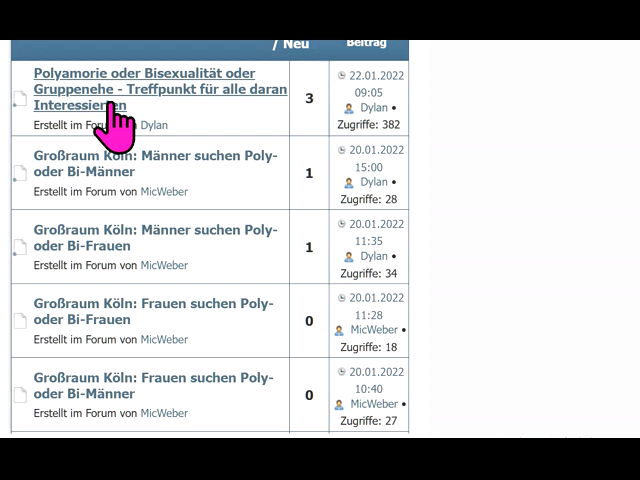 / Neu
Beitrag
Polyamorie oder Bisexualität oder
Gruppenehe - Treffpunkt für alle daran
Interessierten
Erstellt im Forum von Dylan
3
22.01.2022
09:05
Dylan •
Zugriffe: 382
Großraum Köln: Männer suchen Poly-
oder Bi-Männer
Erstellt im Forum von MicWeber
1
20.01.2022
15:00
Dylan •
Zugriffe: 28
Großraum Köln: Männer suchen Poly-
oder Bi-Frauen
Erstellt im Forum von MicWeber
1
20.01.2022
11:35
Dylan •
Zugriffe: 34
Großraum Köln: Frauen suchen Poly-
oder Bi-Frauen
Erstellt im Forum von MicWeber
0
20.01.2022
11:28
MicWeber •
Zugriffe: 18
Großraum Köln: Frauen suchen Poly-
oder Bi-Männer
Erstellt im Forum von MicWeber
0
20.01.2022
10:40
MicWeber •
Zugriffe: 27